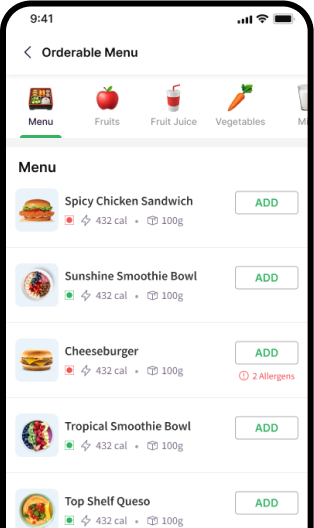 9:41
Orderable Menu
Menu Fruits Fruit Juice Vegetables
Menu
Spicy Chicken Sandwich
ADD
432 cal • 100g
Sunshine Smoothie Bowl
ADD
432 cal • 100g
Cheeseburger
ADD
432 cal • 100g
2 Allergens
Tropical Smoothie Bowl
ADD
432 cal • 100g
Top Shelf Queso
ADD
432 cal • 100g